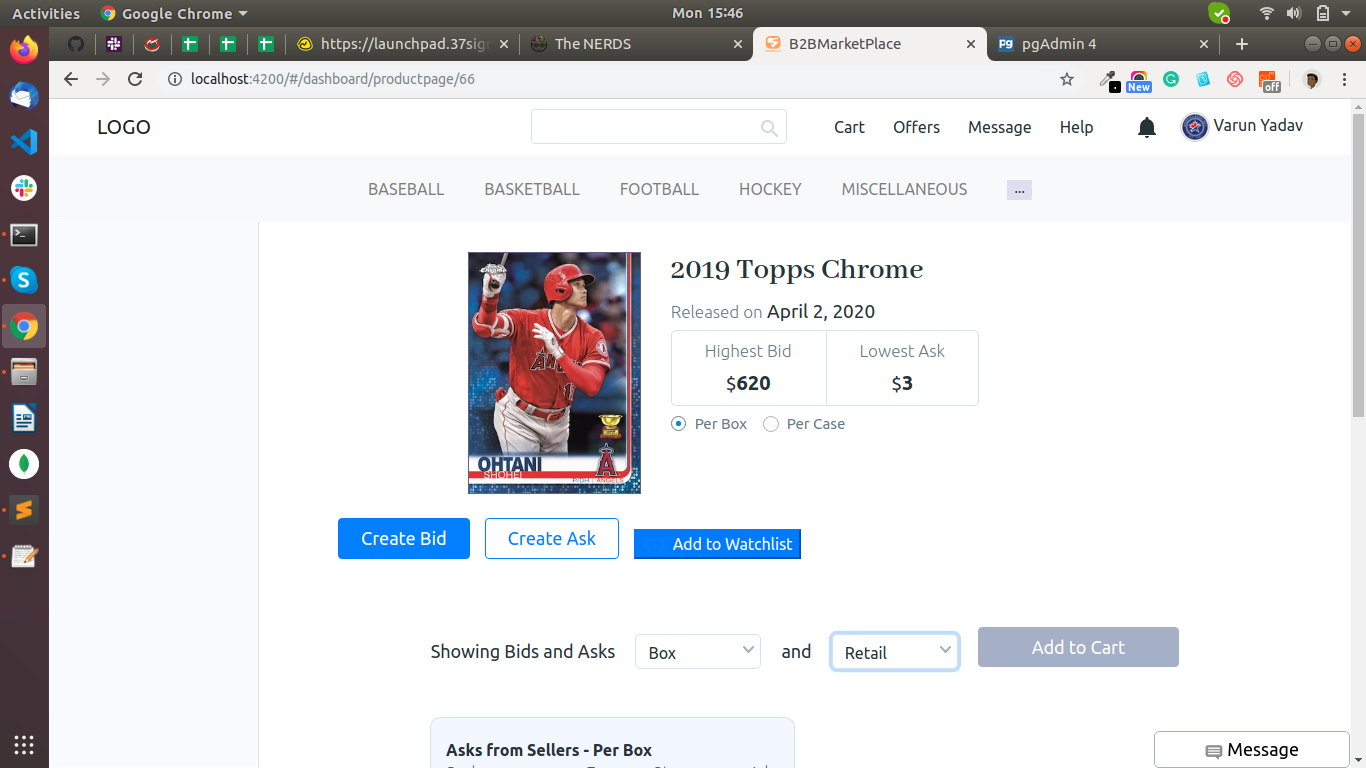 Activities Google Chrome Mon 15:46
https://launchpad.37sig The NERDS B2BMarketPlace pgAdmin 4
localhost:4200/#/dashboard/productpage/66 New off
LOGO Cart Offers Message Help Varun Yadav
BASEBALL BASKETBALL FOOTBALL HOCKEY MISCELLANEOUS ...
2019 Topps Chrome
Released on April 2, 2020
Highest Bid Lowest Ask
$620 $3
Per Box Per Case
OHTANI
SHOHEI
P/DH ANGELS
Create Bid Create Ask Add to Watchlist
Showing Bids and Asks Box and Retail Add to Cart
Asks from Sellers - Per Box
Message